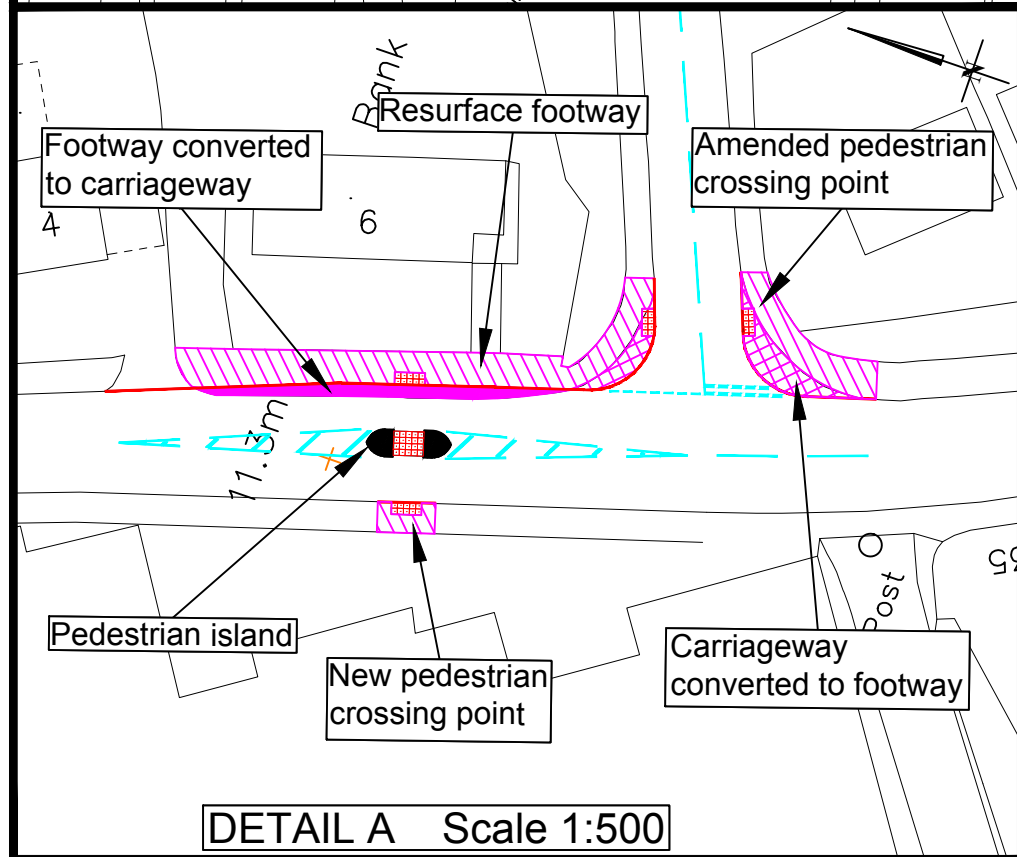 Bank
Resurface footway
Footway converted
to carriageway
Amended pedestrian
crossing point
4
6
11.3m
Pedestrian island
New pedestrian
crossing point
Carriageway
converted to footway
Post
35
N
DETAIL A Scale 1:500